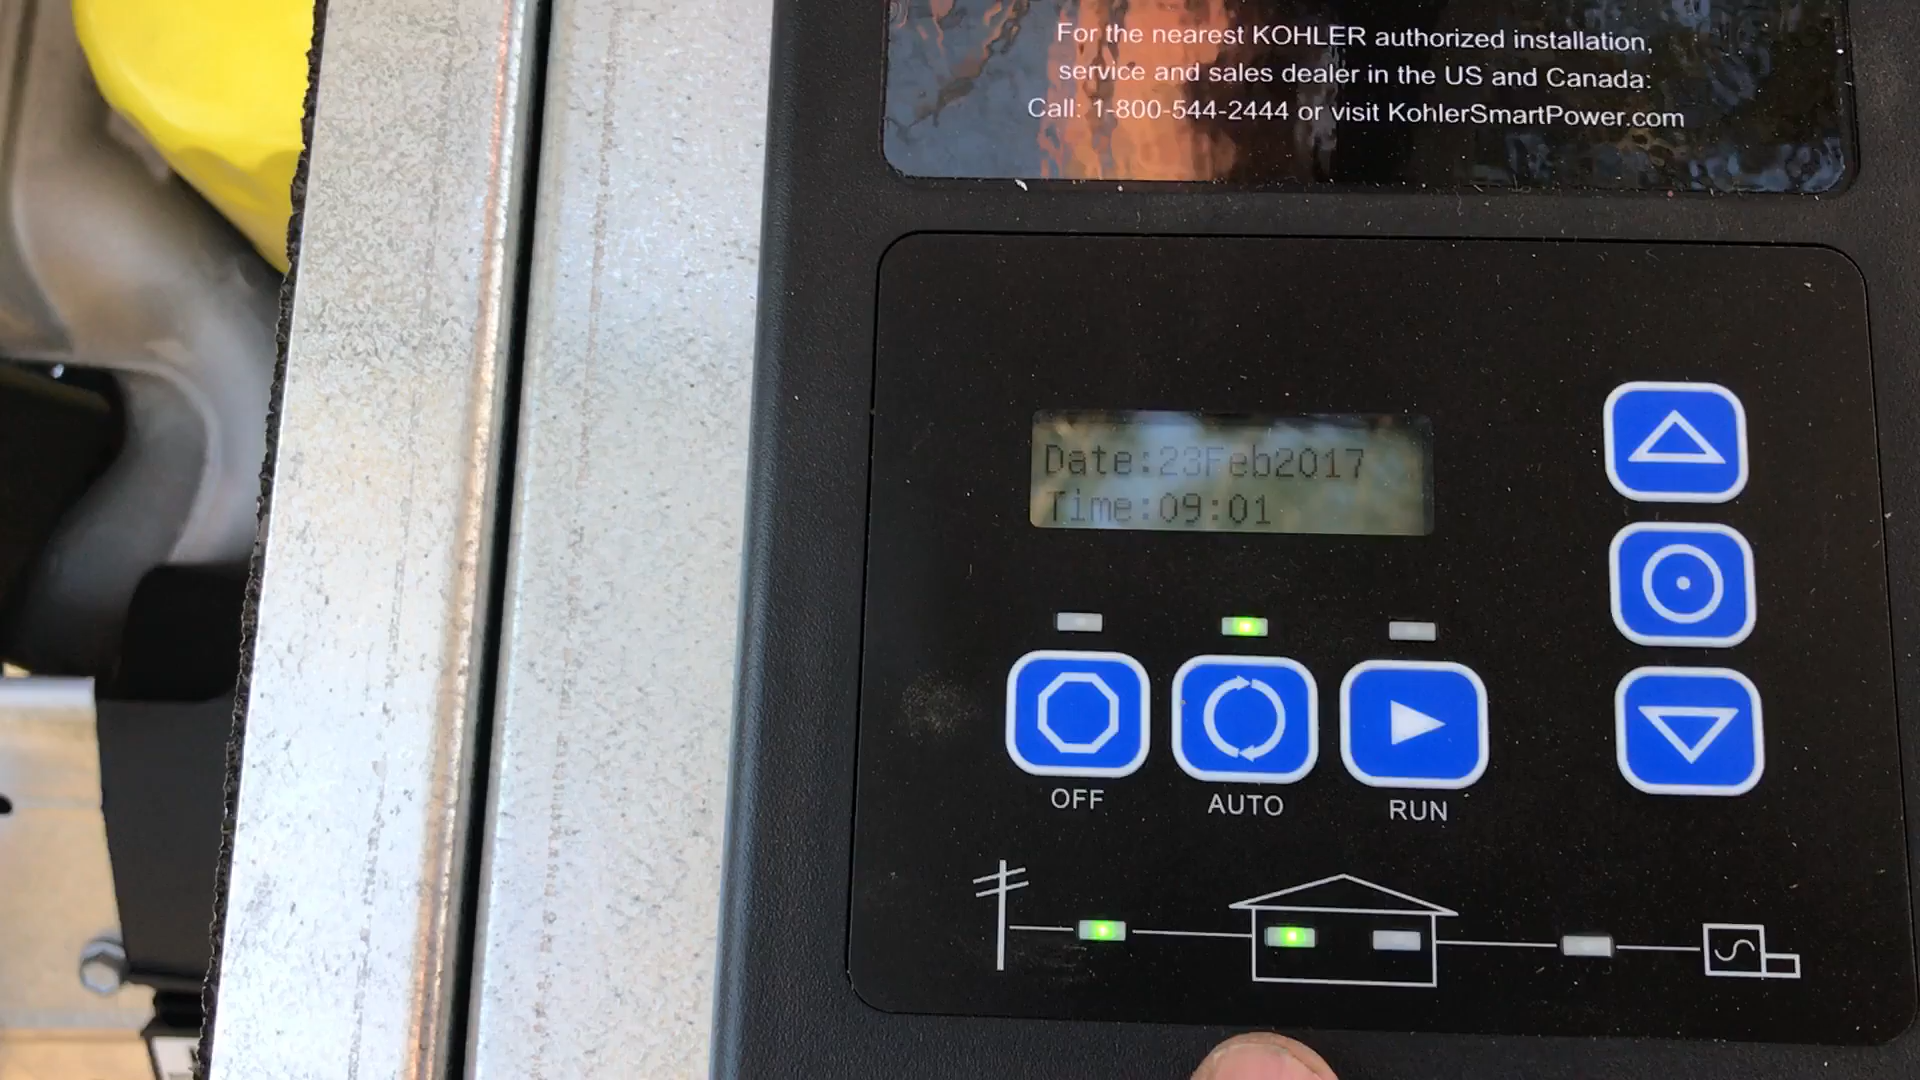 For the nearest KOHLER authorized installation,
service and sales dealer in the US and Canada:
Call: 1-800-544-2444 or visit KohlerSmartPower.com
Date:23Feb2017
Time:09:01
OFF
AUTO
RUN